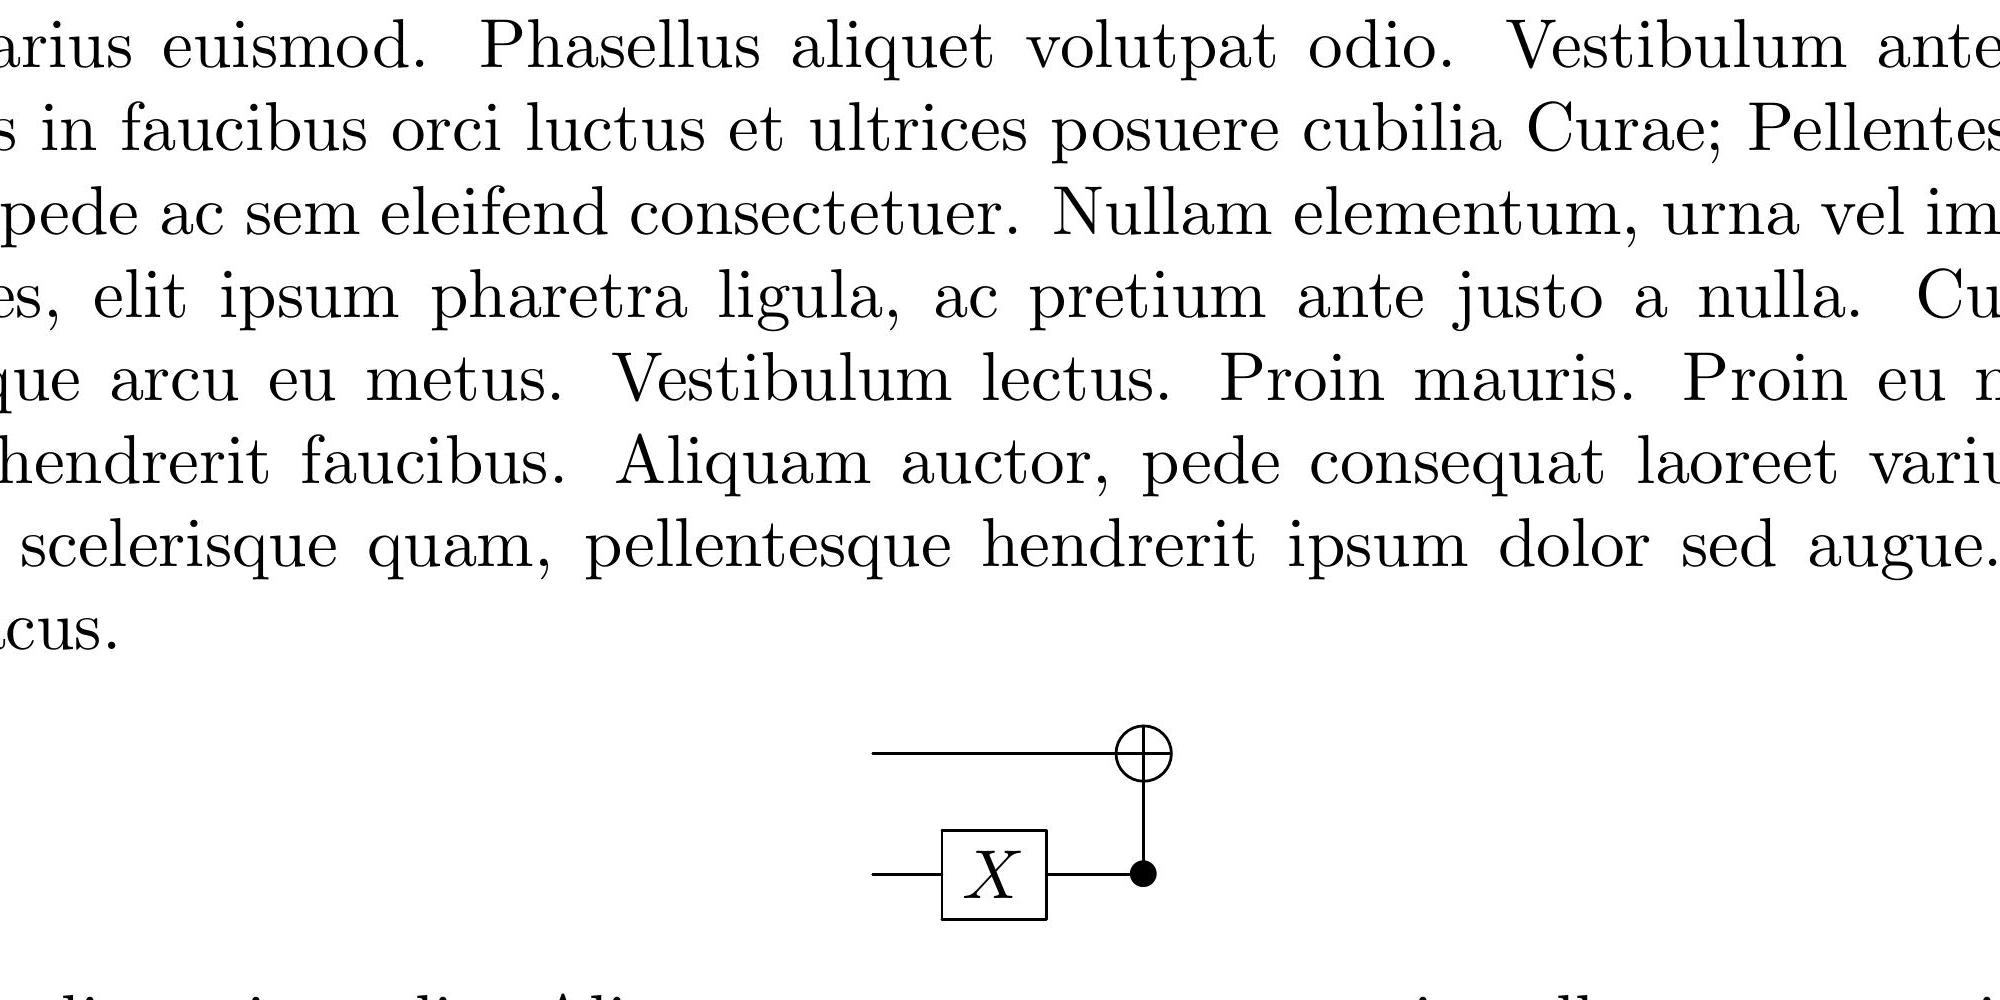 arius euismod. Phasellus aliquet volutpat odio. Vestibulum ante
s in faucibus orci luctus et ultrices posuere cubilia Curae; Pellentes
pede ac sem eleifend consectetuer. Nullam elementum, urna vel im
es, elit ipsum pharetra ligula, ac pretium ante justo a nulla. Cu
que arcu eu metus. Vestibulum lectus. Proin mauris. Proin eu n
hendrerit faucibus. Aliquam auctor, pede consequat laoreet variu
scelerisque quam, pellentesque hendrerit ipsum dolor sed augue.
acus.
X